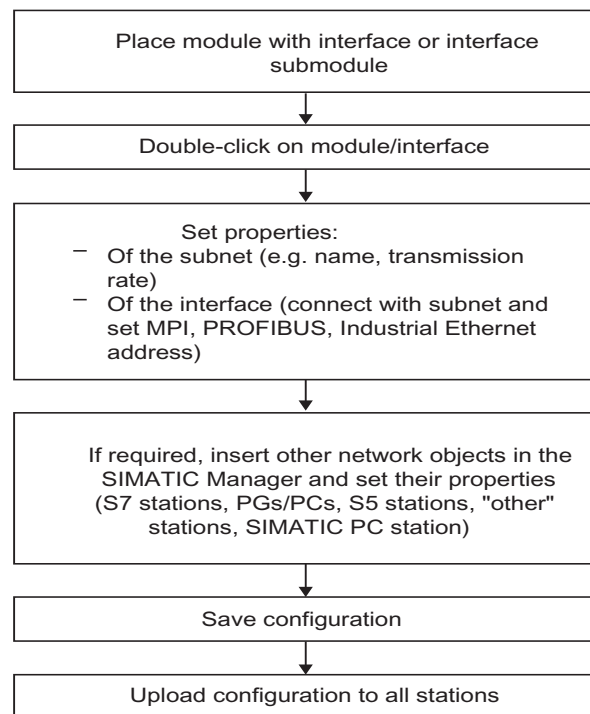 Place module with interface or interface
submodule
Double-click on module/interface
Set properties:
– Of the subnet (e.g. name, transmission
rate)
– Of the interface (connect with subnet and
set MPI, PROFIBUS, Industrial Ethernet
address)
If required, insert other network objects in the
SIMATIC Manager and set their properties
(S7 stations, PGs/PCs, S5 stations, "other"
stations, SIMATIC PC station)
Save configuration
Upload configuration to all stations